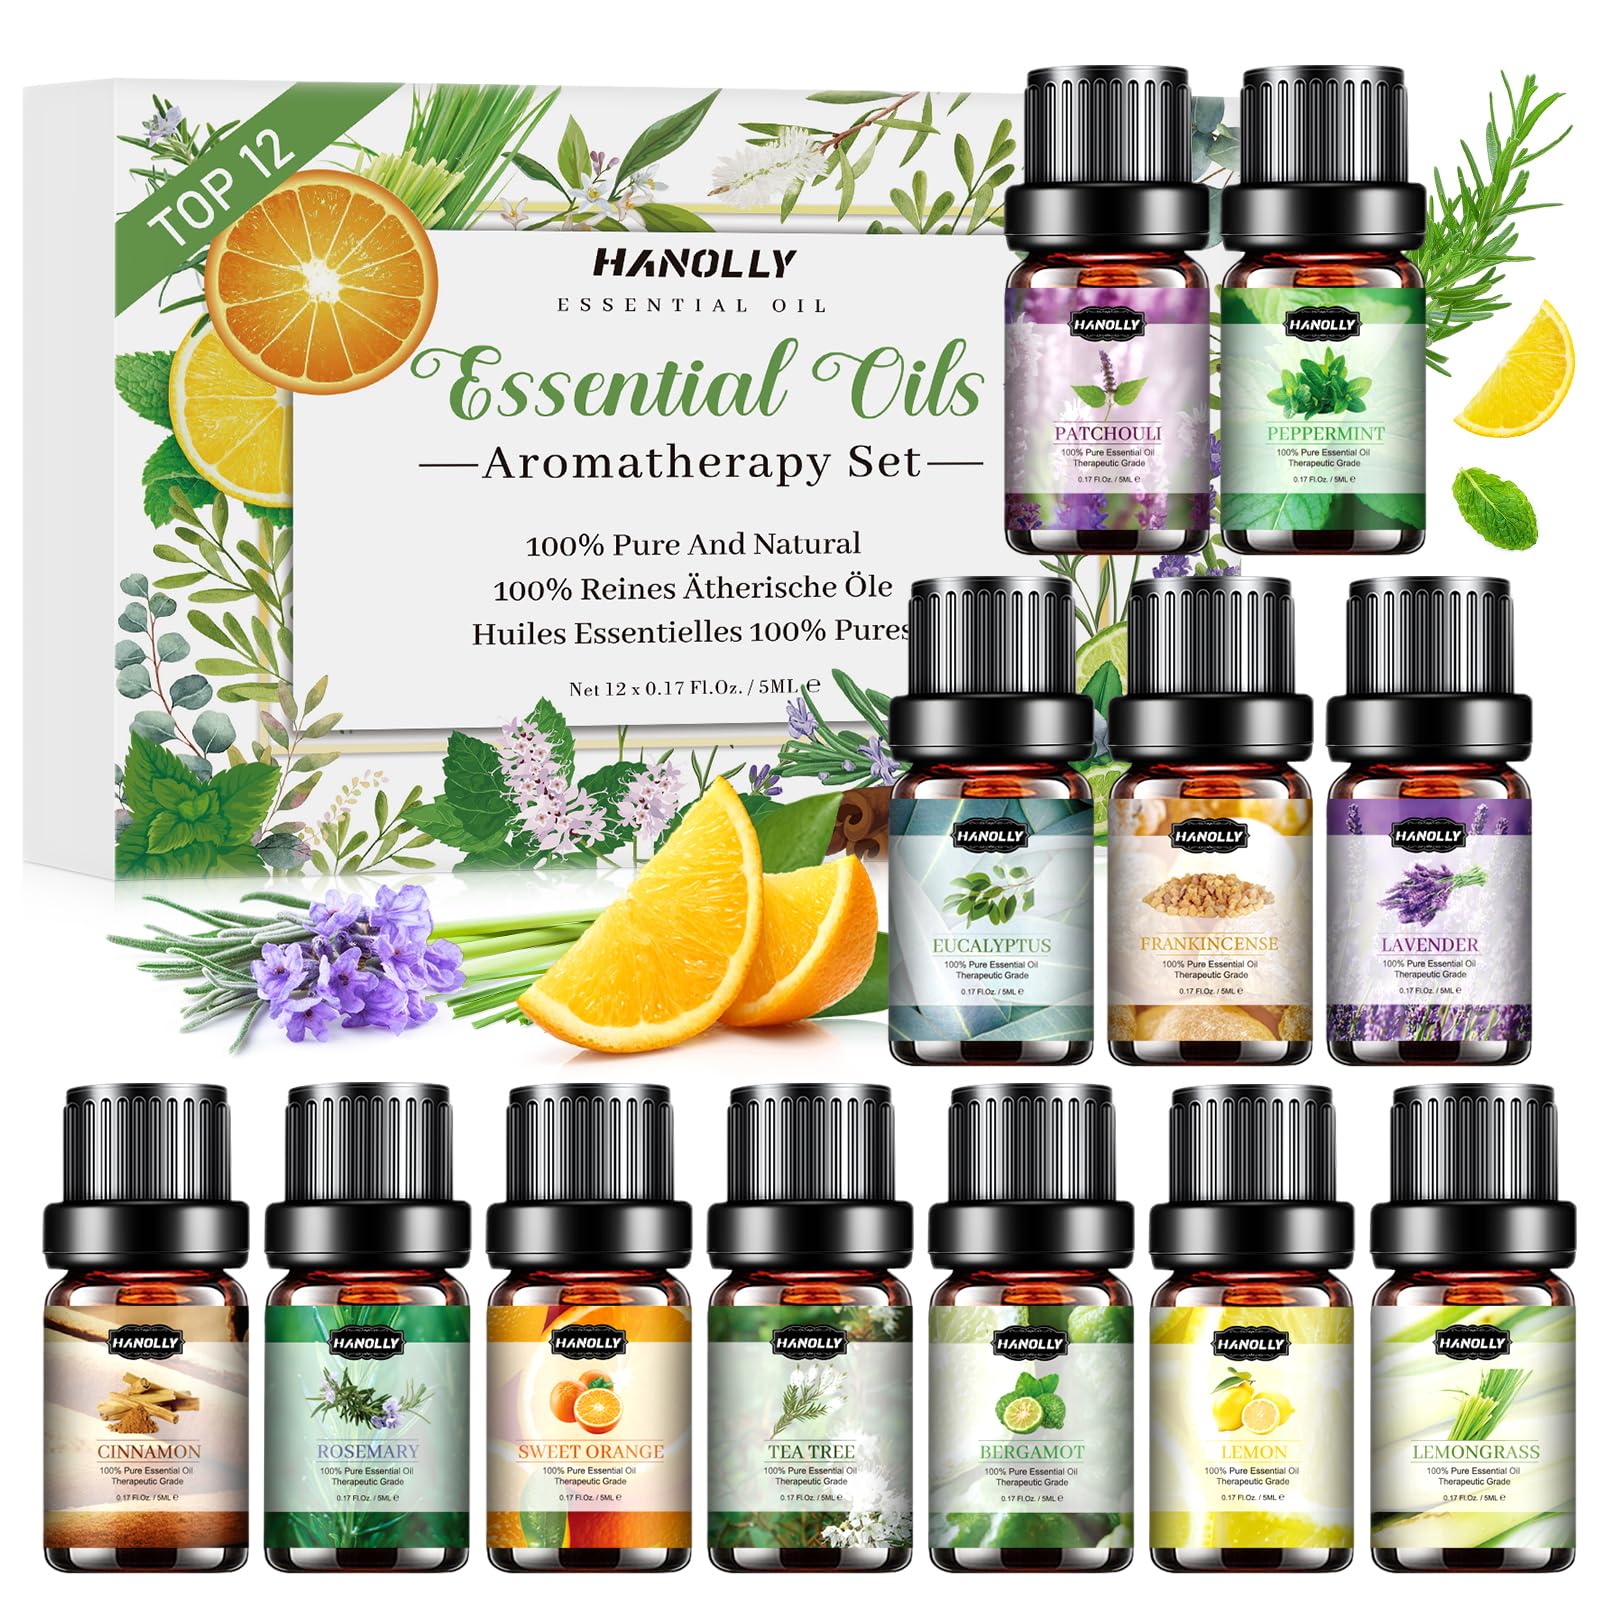 TOP 12
HANOLLY
ESSENTIAL OIL
Essential Oils
Aromatherapy Set
100% Pure And Natural
100% Reines Ätherische Öle
Huiles Essentielles 100% Pures
Net 12 x 0.17 Fl.Oz. / 5ML ℮
HANOLLY
PATCHOULI
100% Pure Essential Oil
Therapeutic Grade
0.17 Fl.Oz. / 5ML ℮
HANOLLY
PEPPERMINT
100% Pure Essential Oil
Therapeutic Grade
0.17 Fl.Oz. / 5ML ℮
HANOLLY
EUCALYPTUS
100% Pure Essential Oil
Therapeutic Grade
0.17 Fl.Oz. / 5ML ℮
HANOLLY
FRANKINCENSE
100% Pure Essential Oil
Therapeutic Grade
0.17 Fl.Oz. / 5ML ℮
HANOLLY
LAVENDER
100% Pure Essential Oil
Therapeutic Grade
0.17 Fl.Oz. / 5ML ℮
HANOLLY
CINNAMON
100% Pure Essential Oil
Therapeutic Grade
0.17 Fl.Oz. / 5ML ℮
HANOLLY
ROSEMARY
100% Pure Essential Oil
Therapeutic Grade
0.17 Fl.Oz. / 5ML ℮
HANOLLY
SWEET ORANGE
100% Pure Essential Oil
Therapeutic Grade
0.17 Fl.Oz. / 5ML ℮
HANOLLY
TEA TREE
100% Pure Essential Oil
Therapeutic Grade
0.17 Fl.Oz. / 5ML ℮
HANOLLY
BERGAMOT
100% Pure Essential Oil
Therapeutic Grade
0.17 Fl.Oz. / 5ML ℮
HANOLLY
LEMON
100% Pure Essential Oil
Therapeutic Grade
0.17 Fl.Oz. / 5ML ℮
HANOLLY
LEMONGRASS
100% Pure Essential Oil
Therapeutic Grade
0.17 Fl.Oz. / 5ML ℮